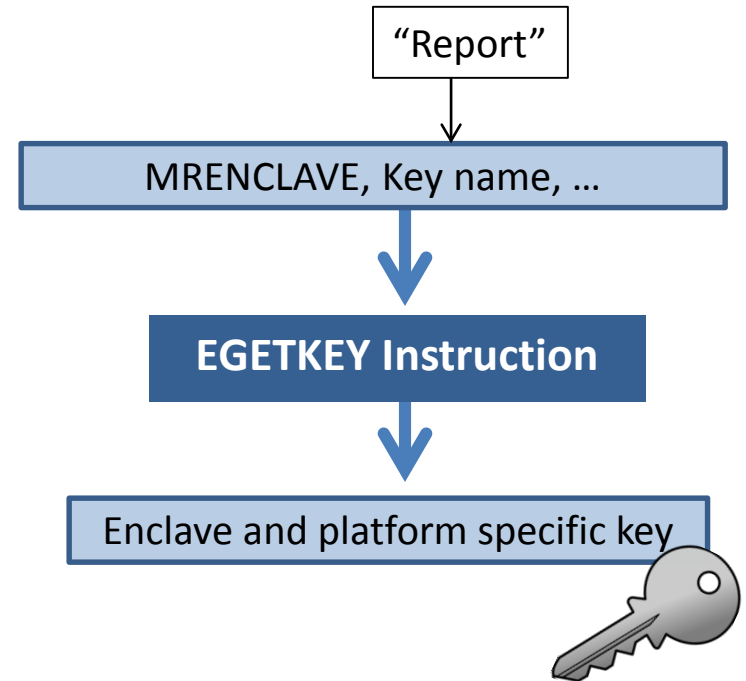 “Report”
MRENCLAVE, Key name, ...
EGETKEY Instruction
Enclave and platform specific key